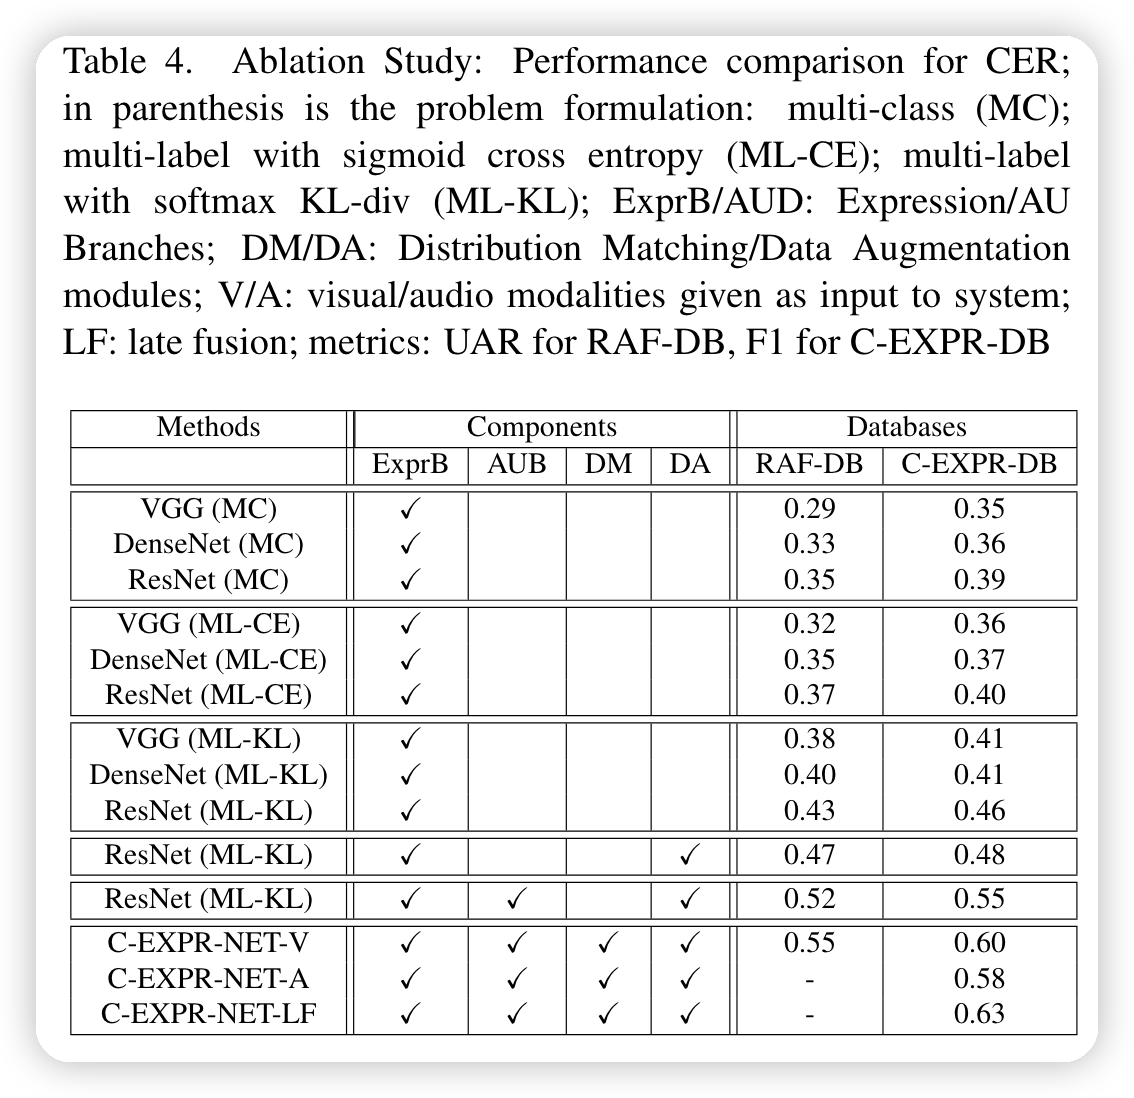 Table 4. Ablation Study: Performance comparison for CER;
in parenthesis is the problem formulation: multi-class (MC);
multi-label with sigmoid cross entropy (ML-CE); multi-label
with softmax KL-div (ML-KL); ExprB/AUD: Expression/AU
Branches; DM/DA: Distribution Matching/Data Augmentation
modules; V/A: visual/audio modalities given as input to system;
LF: late fusion; metrics: UAR for RAF-DB, F1 for C-EXPR-DB
Methods Components Databases
ExprB AUB DM DA RAF-DB C-EXPR-DB
VGG (MC) ✓ 0.29 0.35
DenseNet (MC) ✓ 0.33 0.36
ResNet (MC) ✓ 0.35 0.39
VGG (ML-CE) ✓ 0.32 0.36
DenseNet (ML-CE) ✓ 0.35 0.37
ResNet (ML-CE) ✓ 0.37 0.40
VGG (ML-KL) ✓ 0.38 0.41
DenseNet (ML-KL) ✓ 0.40 0.41
ResNet (ML-KL) ✓ 0.43 0.46
ResNet (ML-KL) ✓ ✓ 0.47 0.48
ResNet (ML-KL) ✓ ✓ ✓ 0.52 0.55
C-EXPR-NET-V ✓ ✓ ✓ ✓ 0.55 0.60
C-EXPR-NET-A ✓ ✓ ✓ ✓ - 0.58
C-EXPR-NET-LF ✓ ✓ ✓ ✓ - 0.63